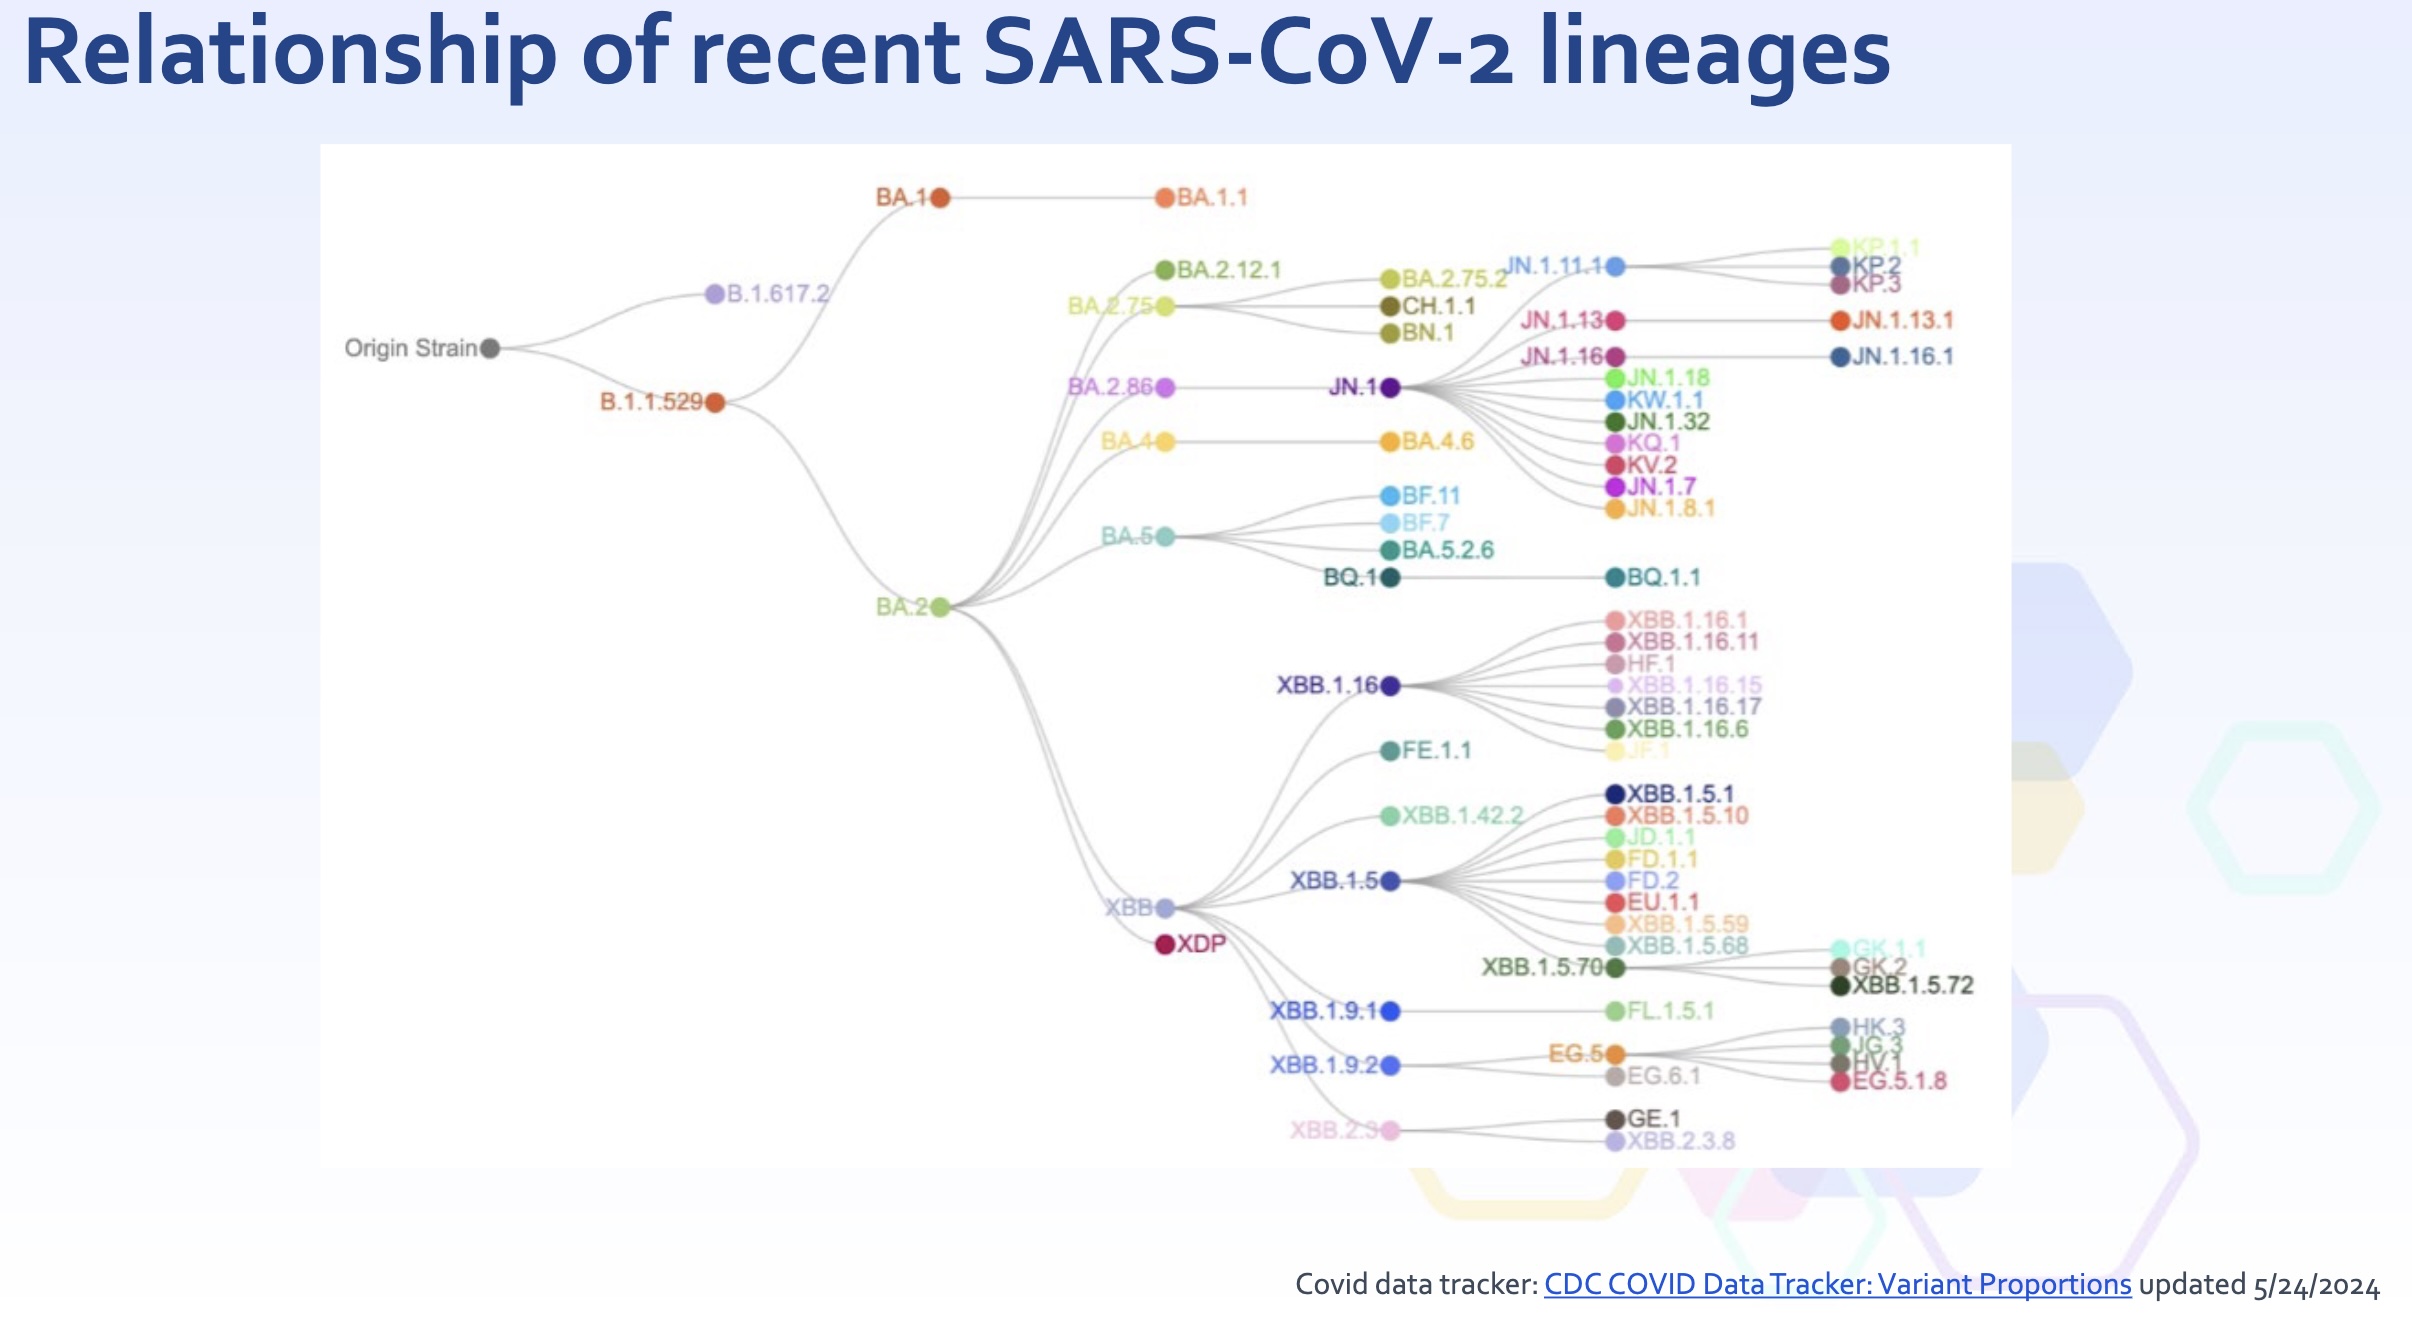 Relationship of recent SARS-CoV-2 lineages
BA.1
BA.1.1
KP.1.1
JN.1.11.1
KP.2
BA.2.12.1
BA.2.75.2
KP.3
B.1.617.2
BA.2.75
CH.1.1
JN.1.13
JN.1.13.1
BN.1
Origin Strain
JN.1.16
JN.1.16.1
JN.1.18
BA.2.86
JN.1
KW.1.1
B.1.1.529
JN.1.32
BA.4
BA.4.6
KQ.1
KV.2
JN.1.7
BF.11
JN.1.8.1
BF.7
BA.5
BA.5.2.6
BQ.1
BQ.1.1
BA.2
XBB.1.16.1
XBB.1.16.11
HF.1
XBB.1.16
XBB.1.16.15
XBB.1.16.17
XBB.1.16.6
FE.1.1
JF.1
XBB.1.5.1
XBB.1.42.2
XBB.1.5.10
JD.1.1
FD.1.1
XBB.1.5
FD.2
EU.1.1
XBB
XBB.1.5.59
XDP
XBB.1.5.68
GK.1.1
XBB.1.5.70
GK.2
XBB.1.5.72
XBB.1.9.1
FL.1.5.1
HK.3
JG.3
EG.5
HV.1
XBB.1.9.2
EG.6.1
EG.5.1.8
GE.1
XBB.2.3
XBB.2.3.8
Covid data tracker: CDC COVID Data Tracker: Variant Proportions updated 5/24/2024